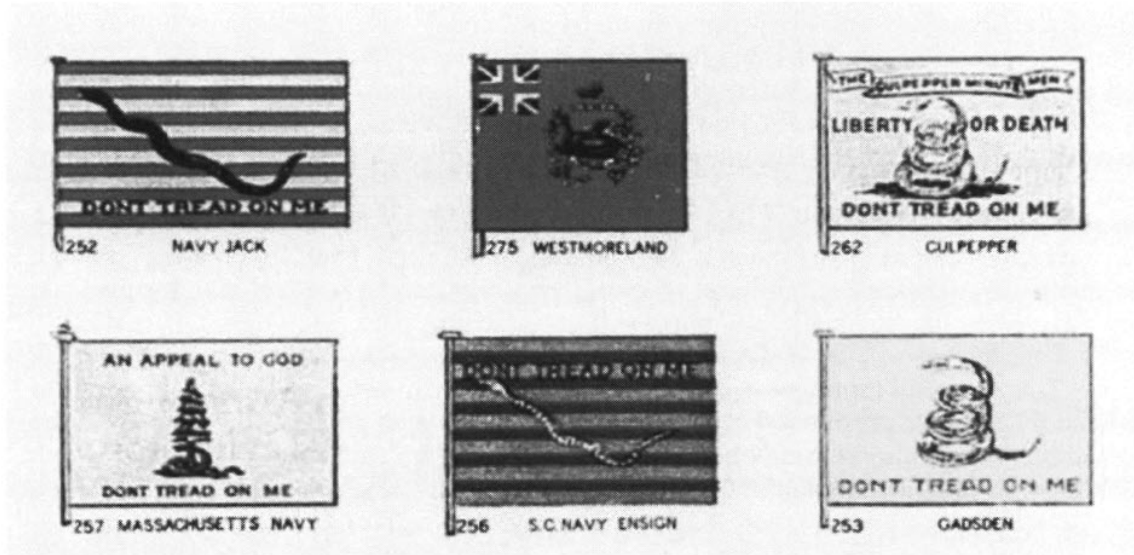 DONT TREAD ON ME
252 NAVY JACK
275 WESTMORELAND
THE CULPEPPER MINUTE MEN
LIBERTY OR DEATH
DONT TREAD ON ME
262 CULPEPPER
AN APPEAL TO GOD
DONT TREAD ON ME
257 MASSACHUSETTS NAVY
DONT TREAD ON ME
256 S.C. NAVY ENSIGN
DONT TREAD ON ME
253 GADSDEN